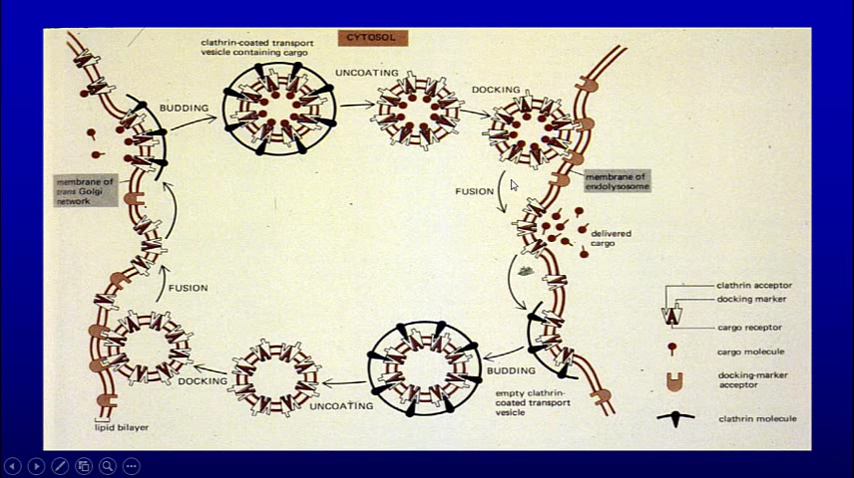 CYTOSOL
clathrin-coated transport
vesicle containing cargo
UNCOATING
DOCKING
BUDDING
membrane of
trans Golgi
network
membrane of
endolysosome
FUSION
delivered
cargo
FUSION
clathrin acceptor
docking marker
cargo receptor
cargo molecule
docking-marker
acceptor
clathrin molecule
DOCKING
UNCOATING
BUDDING
empty clathrin-
coated transport
vesicle
lipid bilayer